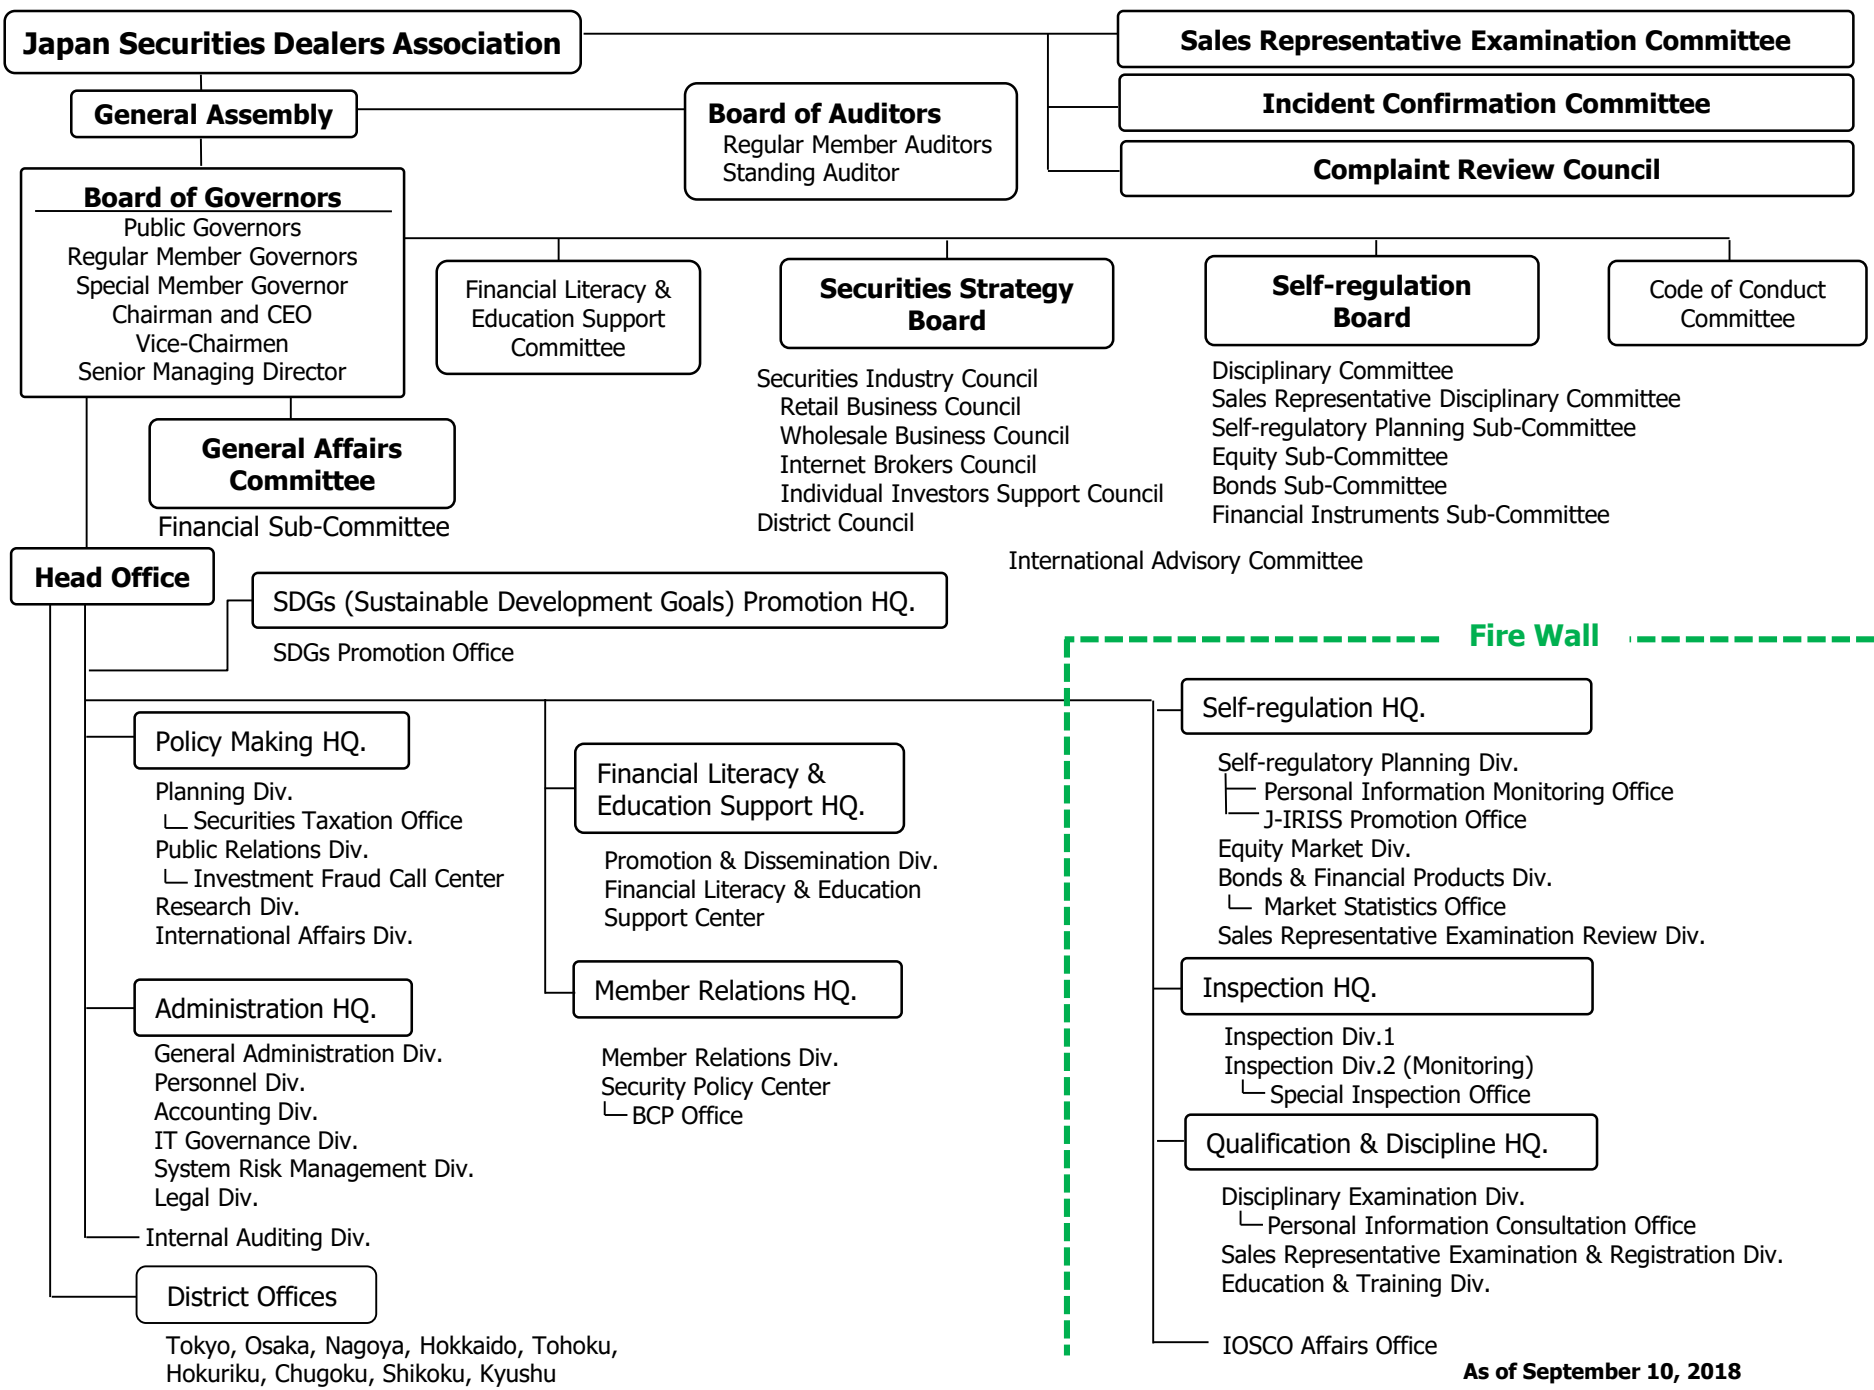 Japan Securities Dealers Association
Sales Representative Examination Committee
General Assembly
Board of Auditors
Regular Member Auditors
Standing Auditor
Incident Confirmation Committee
Complaint Review Council
Board of Governors
Public Governors
Regular Member Governors
Special Member Governor
Chairman and CEO
Vice-Chairmen
Senior Managing Director
Financial Literacy &
Education Support
Committee
Securities Strategy
Board
Self-regulation
Board
Code of Conduct
Committee
Securities Industry Council
Retail Business Council
Wholesale Business Council
Internet Brokers Council
Individual Investors Support Council
District Council
Disciplinary Committee
Sales Representative Disciplinary Committee
Self-regulatory Planning Sub-Committee
Equity Sub-Committee
Bonds Sub-Committee
Financial Instruments Sub-Committee
General Affairs
Committee
Financial Sub-Committee
International Advisory Committee
Head Office
SDGs (Sustainable Development Goals) Promotion HQ.
SDGs Promotion Office
Fire Wall
Policy Making HQ.
Planning Div.
Securities Taxation Office
Public Relations Div.
Investment Fraud Call Center
Research Div.
International Affairs Div.
Administration HQ.
General Administration Div.
Personnel Div.
Accounting Div.
IT Governance Div.
System Risk Management Div.
Legal Div.
Internal Auditing Div.
District Offices
Tokyo, Osaka, Nagoya, Hokkaido, Tohoku,
Hokuriku, Chugoku, Shikoku, Kyushu
Financial Literacy &
Education Support HQ.
Promotion & Dissemination Div.
Financial Literacy & Education
Support Center
Member Relations HQ.
Member Relations Div.
Security Policy Center
BCP Office
Self-regulation HQ.
Self-regulatory Planning Div.
Personal Information Monitoring Office
J-IRISS Promotion Office
Equity Market Div.
Bonds & Financial Products Div.
Market Statistics Office
Sales Representative Examination Review Div.
Inspection HQ.
Inspection Div.1
Inspection Div.2 (Monitoring)
Special Inspection Office
Qualification & Discipline HQ.
Disciplinary Examination Div.
Personal Information Consultation Office
Sales Representative Examination & Registration Div.
Education & Training Div.
IOSCO Affairs Office
As of September 10, 2018